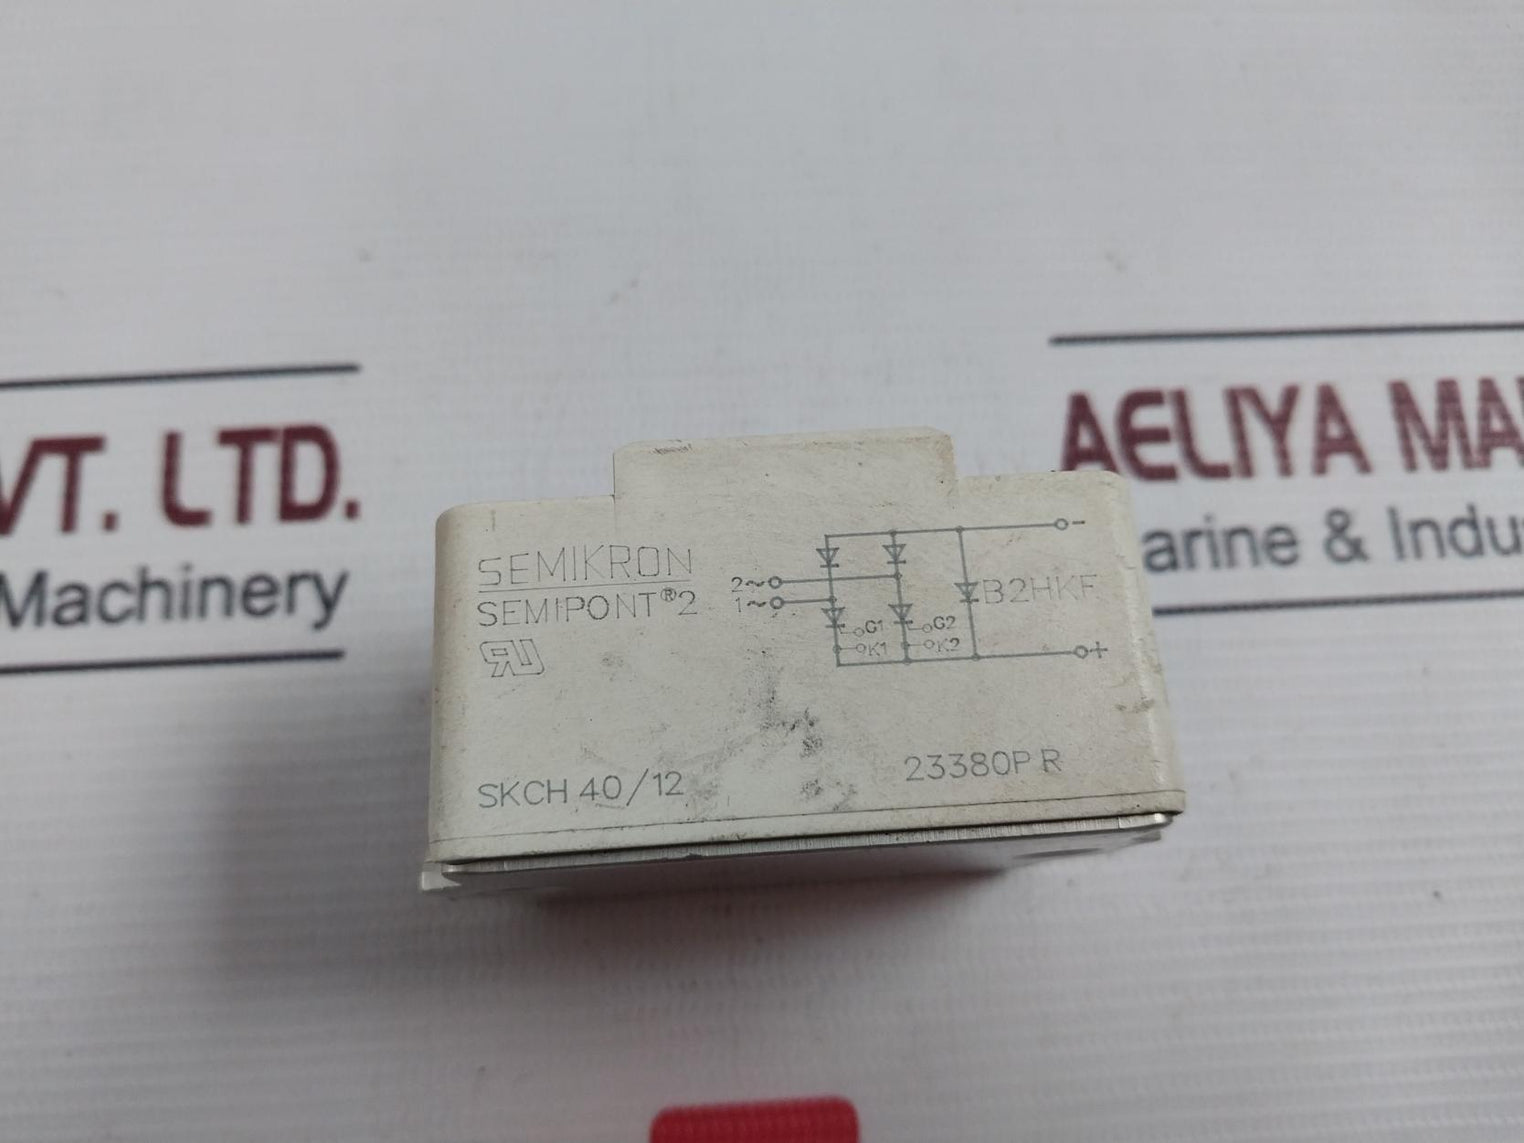 VT. LTD.
Machinery
AELIYA MA
arine & Indu
SEMIKRON
SEMIPONT®2
RU
SKCH 40/12
23380P R
2~
1~
G1
G2
K1
K2
B2HKF
-
+